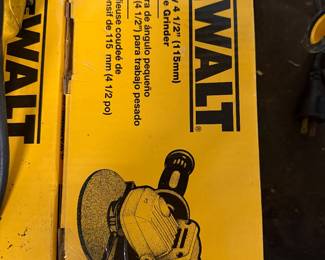 WALT
EWALT
®
y 4 1/2" (115mm)
e Grinder
ra de ángulo pequeño
(4 1/2") para trabajo pesado
ieuse coudée de
nsif de 115 mm (4 1/2 po)